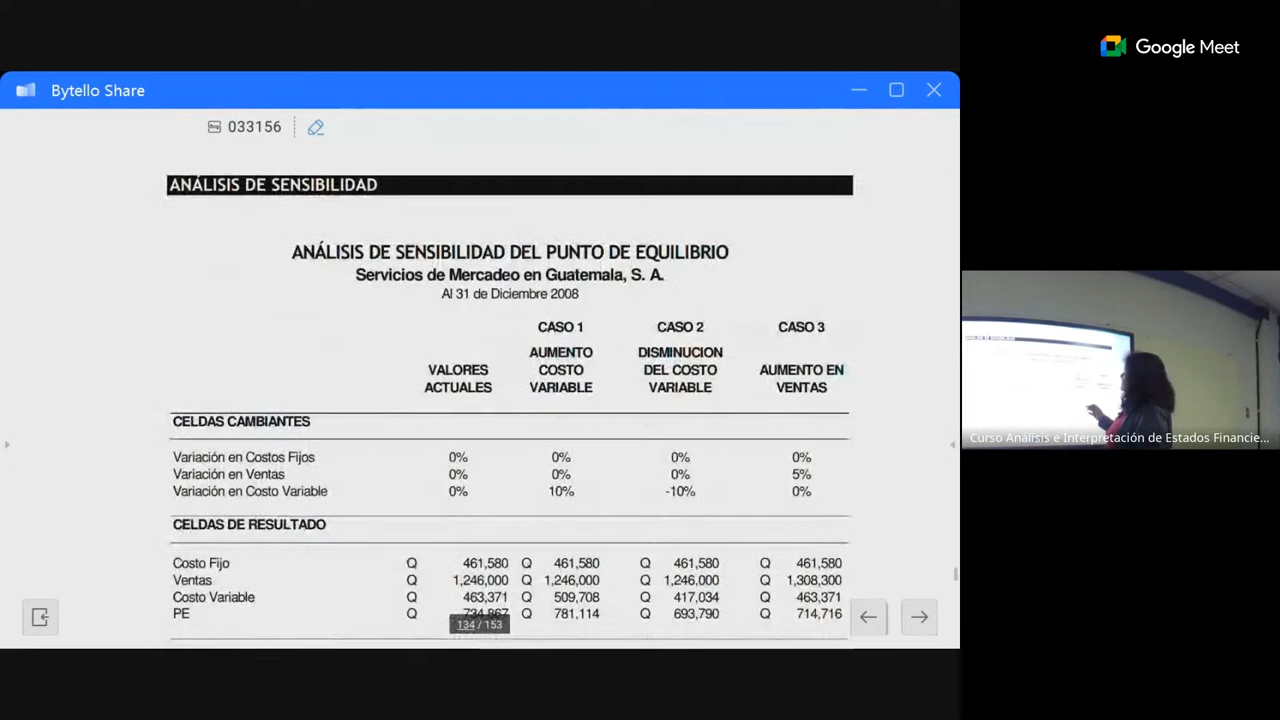 Google Meet
Bytello Share
033156
ANÁLISIS DE SENSIBILIDAD
ANÁLISIS DE SENSIBILIDAD DEL PUNTO DE EQUILIBRIO
Servicios de Mercadeo en Guatemala, S. A.
Al 31 de Diciembre 2008
CASO 1 CASO 2 CASO 3
VALORES ACTUALES AUMENTO COSTO VARIABLE DISMINUCION DEL COSTO VARIABLE AUMENTO EN VENTAS
CELDAS CAMBIANTES
Variación en Costos Fijos 0% 0% 0% 0%
Variación en Ventas 0% 0% 0% 5%
Variación en Costo Variable 0% 10% -10% 0%
CELDAS DE RESULTADO
Costo Fijo Q 461,580 Q 461,580 Q 461,580 Q 461,580
Ventas Q 1,246,000 Q 1,246,000 Q 1,246,000 Q 1,308,300
Costo Variable Q 463,371 Q 509,708 Q 417,034 Q 463,371
PE Q 734,867 Q 781,114 Q 693,790 Q 714,716
134 / 153
Curso Análisis e Interpretación de Estados Financie...